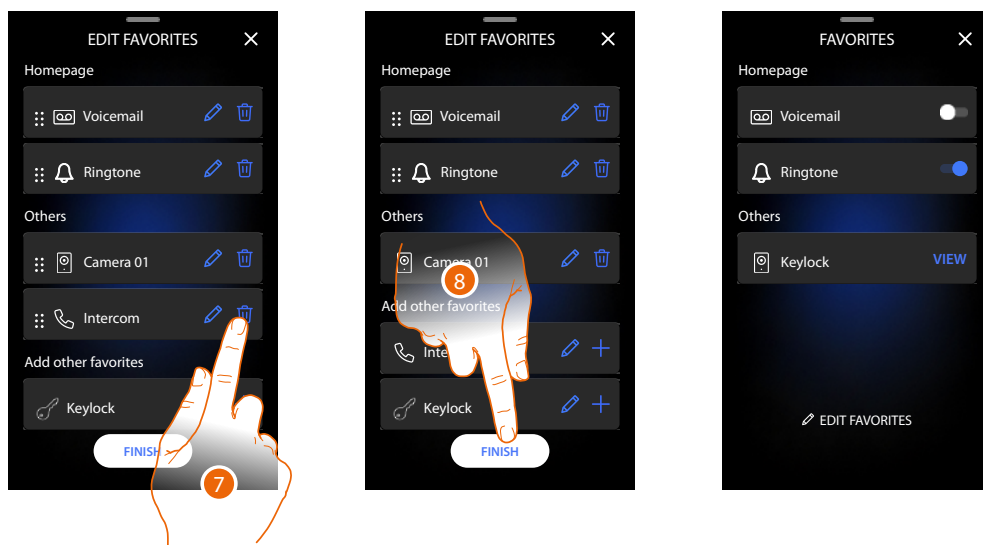 EDIT FAVORITES
Homepage
Voicemail
Ringtone
Others
Camera 01
Intercom
Add other favorites
Keylock
FINISH
7
EDIT FAVORITES
Homepage
Voicemail
Ringtone
Others
Camera 01
8
Add other favorites
Inte
Keylock
FINISH
FAVORITES
Homepage
Voicemail
Ringtone
Others
Keylock VIEW
EDIT FAVORITES